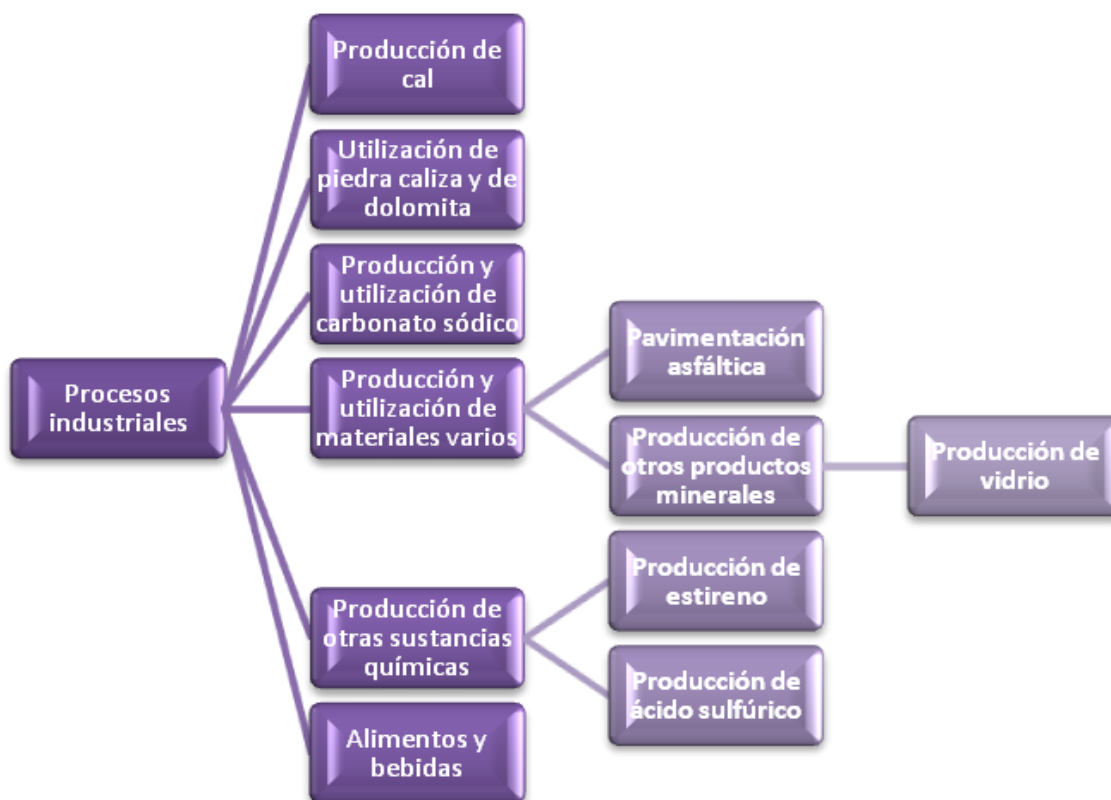 Producción de
cal
Utilización de
piedra caliza y de
dolomita
Producción y
utilización de
carbonato sódico
Procesos
industriales
Producción y
utilización de
materiales varios
Pavimentación
asfáltica
Producción de
otros productos
minerales
Producción de
vidrio
Producción de
otras sustancias
químicas
Producción de
estireno
Producción de
ácido sulfúrico
Alimentos y
bebidas